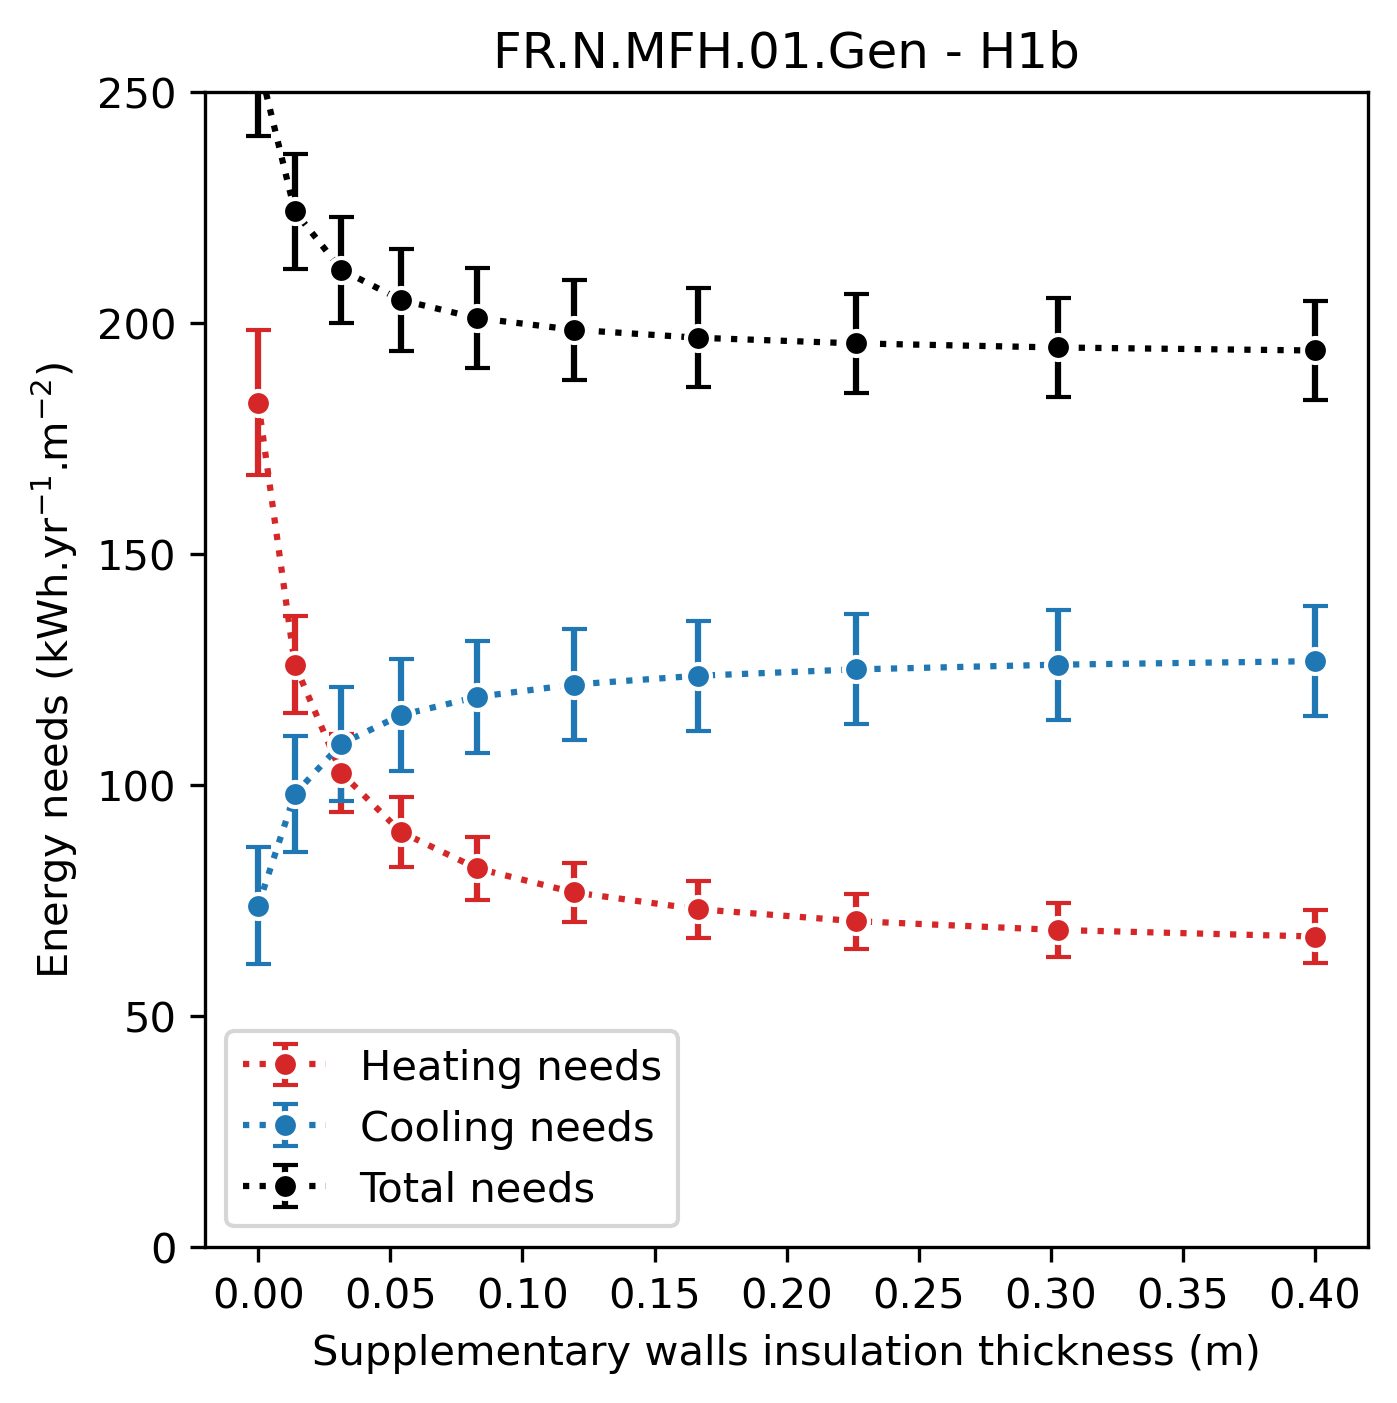 FR.N.MFH.01.Gen - H1b
250
200
150
100
50
0
Energy needs (kWh.yr⁻¹.m⁻²)
Heating needs
Cooling needs
Total needs
0.00 0.05 0.10 0.15 0.20 0.25 0.30 0.35 0.40
Supplementary walls insulation thickness (m)